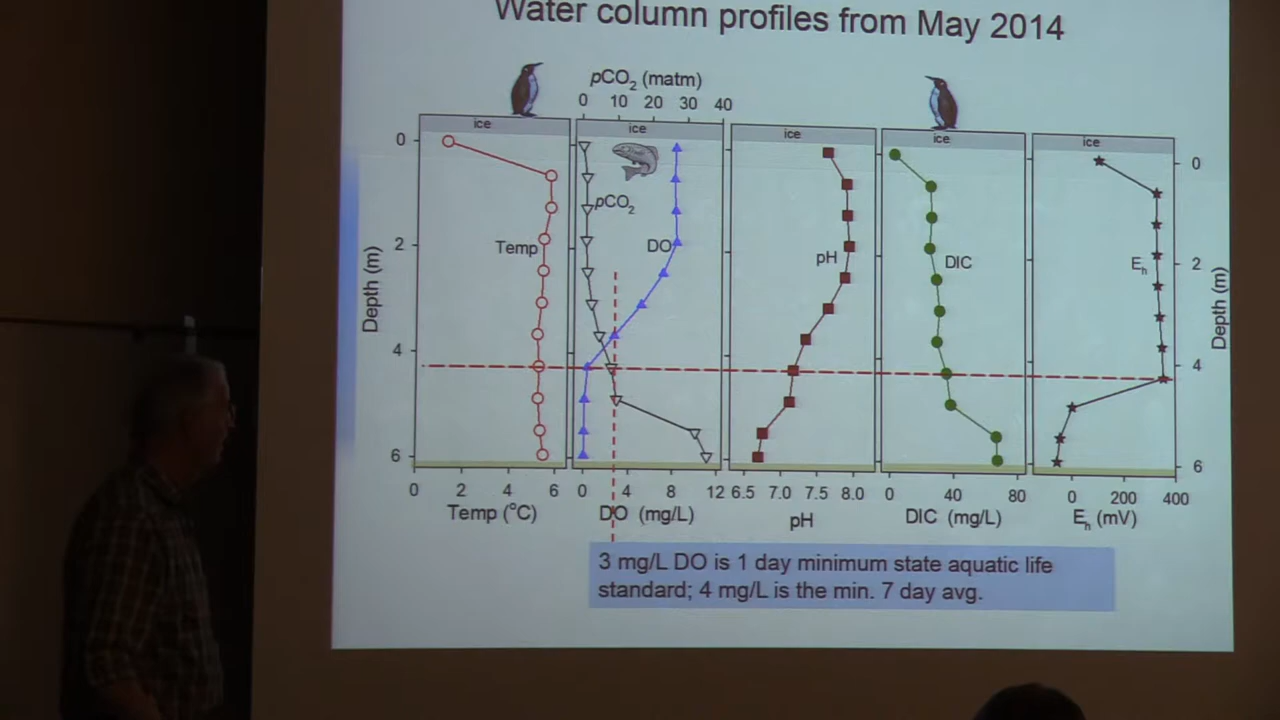 Water column profiles from May 2014
pCO₂ (matm)
0 10 20 30 40
ice ice ice ice ice
0
2
4
6
Depth (m)
Temp
pCO₂
DO
pH
DIC
Eₕ
0
2
4
6
Depth (m)
0 2 4 6
Temp (°C)
0 4 8 12
DO (mg/L)
6.5 7.0 7.5 8.0
pH
0 40 80
DIC (mg/L)
0 200 400
Eₕ (mV)
3 mg/L DO is 1 day minimum state aquatic life
standard; 4 mg/L is the min. 7 day avg.